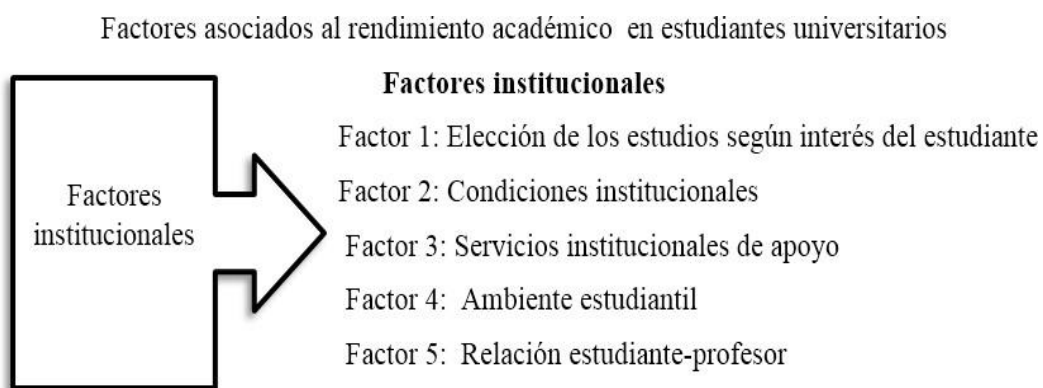 Factores asociados al rendimiento académico en estudiantes universitarios
Factores
institucionales
Factores institucionales
Factor 1: Elección de los estudios según interés del estudiante
Factor 2: Condiciones institucionales
Factor 3: Servicios institucionales de apoyo
Factor 4: Ambiente estudiantil
Factor 5: Relación estudiante-profesor